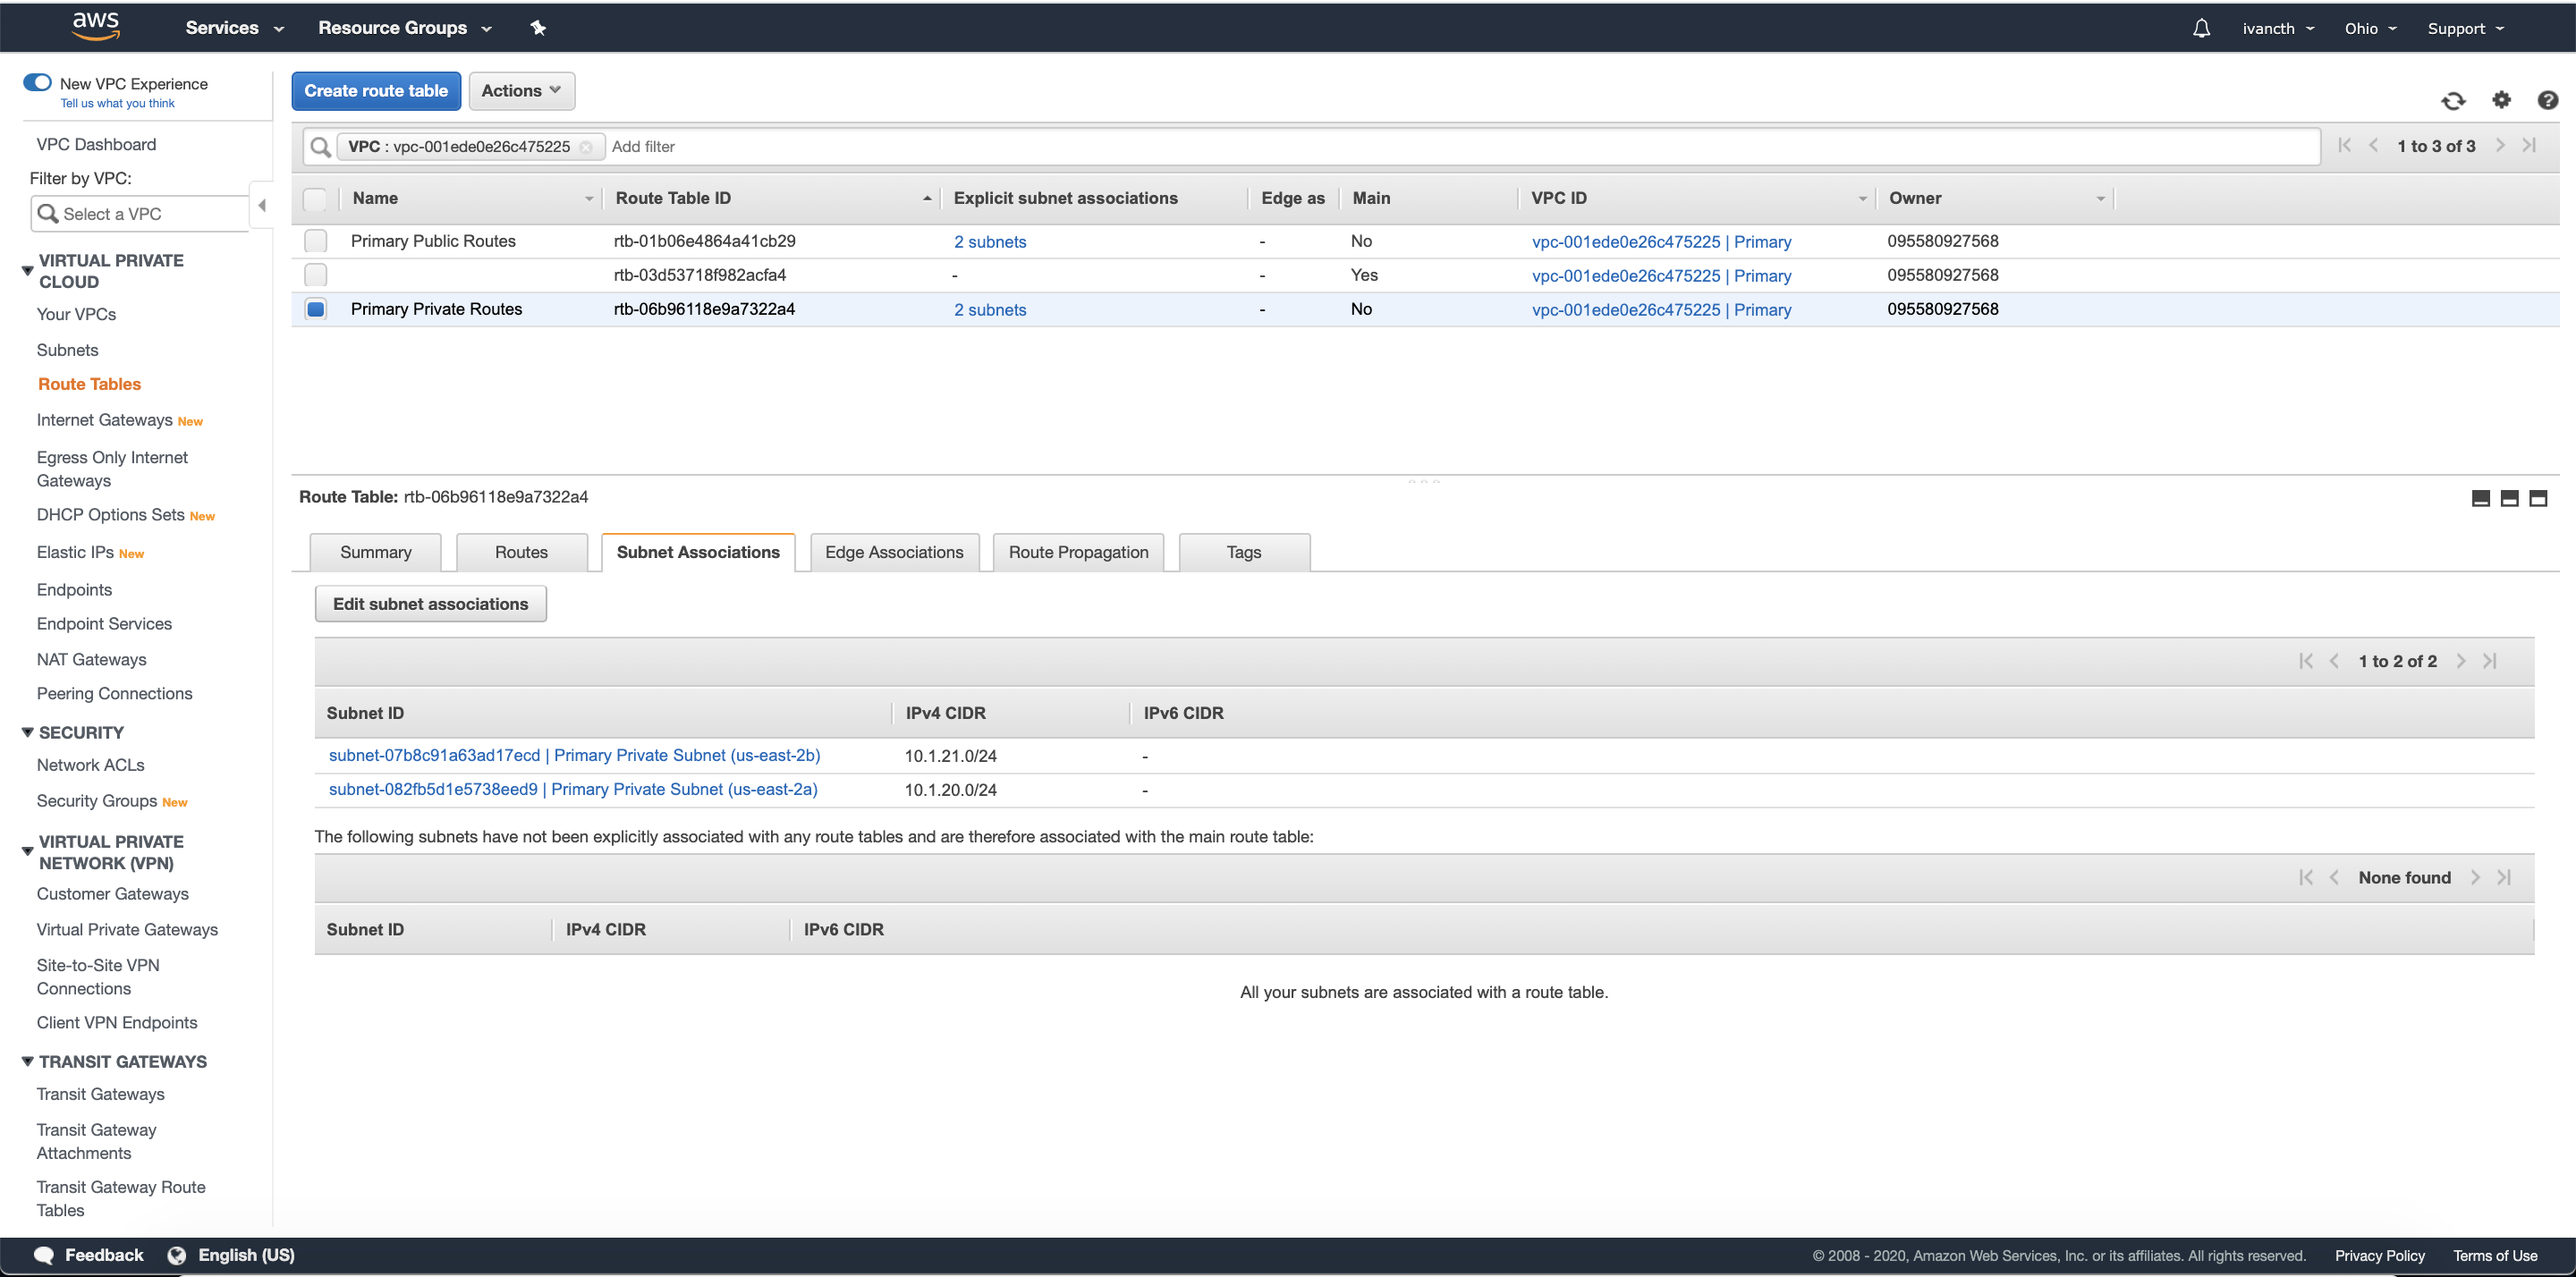 aws Services Resource Groups ivancth Ohio Support
New VPC Experience
Tell us what you think
VPC Dashboard
Filter by VPC:
Select a VPC
VIRTUAL PRIVATE
CLOUD
Your VPCs
Subnets
Route Tables
Internet Gateways New
Egress Only Internet
Gateways
DHCP Options Sets New
Elastic IPs New
Endpoints
Endpoint Services
NAT Gateways
Peering Connections
SECURITY
Network ACLs
Security Groups New
VIRTUAL PRIVATE
NETWORK (VPN)
Customer Gateways
Virtual Private Gateways
Site-to-Site VPN
Connections
Client VPN Endpoints
TRANSIT GATEWAYS
Transit Gateways
Transit Gateway
Attachments
Transit Gateway Route
Tables
Create route table Actions
VPC : vpc-001ede0e26c475225 Add filter 1 to 3 of 3
Name Route Table ID Explicit subnet associations Edge as Main VPC ID Owner
Primary Public Routes rtb-01b06e4864a41cb29 2 subnets - No vpc-001ede0e26c475225 | Primary 095580927568
rtb-03d53718f982acfa4 - - Yes vpc-001ede0e26c475225 | Primary 095580927568
Primary Private Routes rtb-06b96118e9a7322a4 2 subnets - No vpc-001ede0e26c475225 | Primary 095580927568
Route Table: rtb-06b96118e9a7322a4
Summary Routes Subnet Associations Edge Associations Route Propagation Tags
Edit subnet associations
1 to 2 of 2
Subnet ID IPv4 CIDR IPv6 CIDR
subnet-07b8c91a63ad17ecd | Primary Private Subnet (us-east-2b) 10.1.21.0/24 -
subnet-082fb5d1e5738eed9 | Primary Private Subnet (us-east-2a) 10.1.20.0/24 -
The following subnets have not been explicitly associated with any route tables and are therefore associated with the main route table:
None found
Subnet ID IPv4 CIDR IPv6 CIDR
All your subnets are associated with a route table.
Feedback English (US) © 2008 - 2020, Amazon Web Services, Inc. or its affiliates. All rights reserved. Privacy Policy Terms of Use